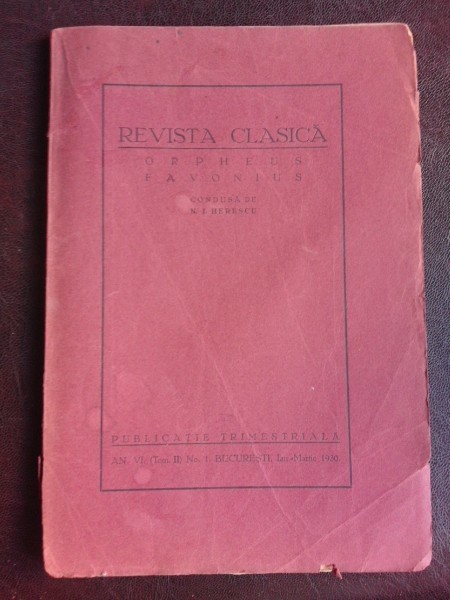 REVISTA CLASICĂ
ORPHEUS
FAVONIUS
CONDUSĂ DE
N. I. HERESCU
PUBLICAȚIE TRIMESTRIALĂ
AN. VI. (Tom. II) No. 1. BUCUREȘTI, Ian.-Martie 1930.